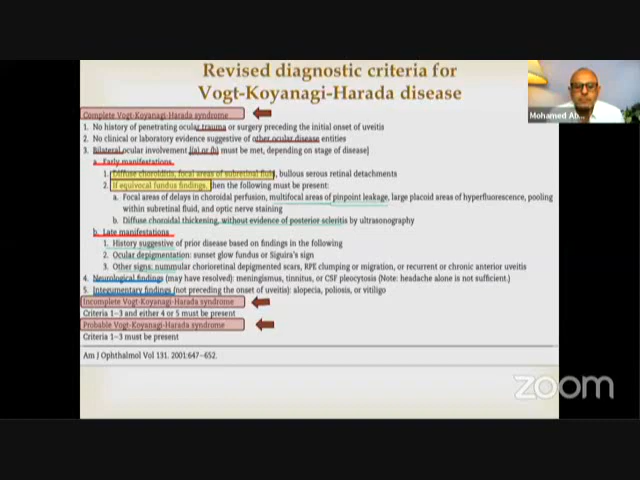 Revised diagnostic criteria for
Vogt-Koyanagi-Harada disease
Complete Vogt-Koyanagi-Harada syndrome
1. No history of penetrating ocular trauma or surgery preceding the initial onset of uveitis
2. No clinical or laboratory evidence suggestive of other ocular disease entities
3. Bilateral ocular involvement [(a) or (b) must be met, depending on stage of disease]
a. Early manifestations
1. Diffuse choroiditis, focal areas of subretinal fluid, bullous serous retinal detachments
2. If equivocal fundus findings, then the following must be present:
a. Focal areas of delays in choroidal perfusion, multifocal areas of pinpoint leakage, large placoid areas of hyperfluorescence, pooling
within subretinal fluid, and optic nerve staining
b. Diffuse choroidal thickening, without evidence of posterior scleritis by ultrasonography
b. Late manifestations
1. History suggestive of prior disease based on findings in the following
2. Ocular depigmentation: sunset glow fundus or Siguira's sign
3. Other signs: nummular chorioretinal depigmented scars, RPE clumping or migration, or recurrent or chronic anterior uveitis
4. Neurological findings (may have resolved): meningismus, tinnitus, or CSF pleocytosis (Note: headache alone is not sufficient.)
5. Integumentary findings (not preceding the onset of uveitis): alopecia, poliosis, or vitiligo
Incomplete Vogt-Koyanagi-Harada syndrome
Criteria 1–3 and either 4 or 5 must be present
Probable Vogt-Koyanagi-Harada syndrome
Criteria 1–3 must be present
Am J Ophthalmol Vol 131. 2001:647–652.
Mohamed
zoom